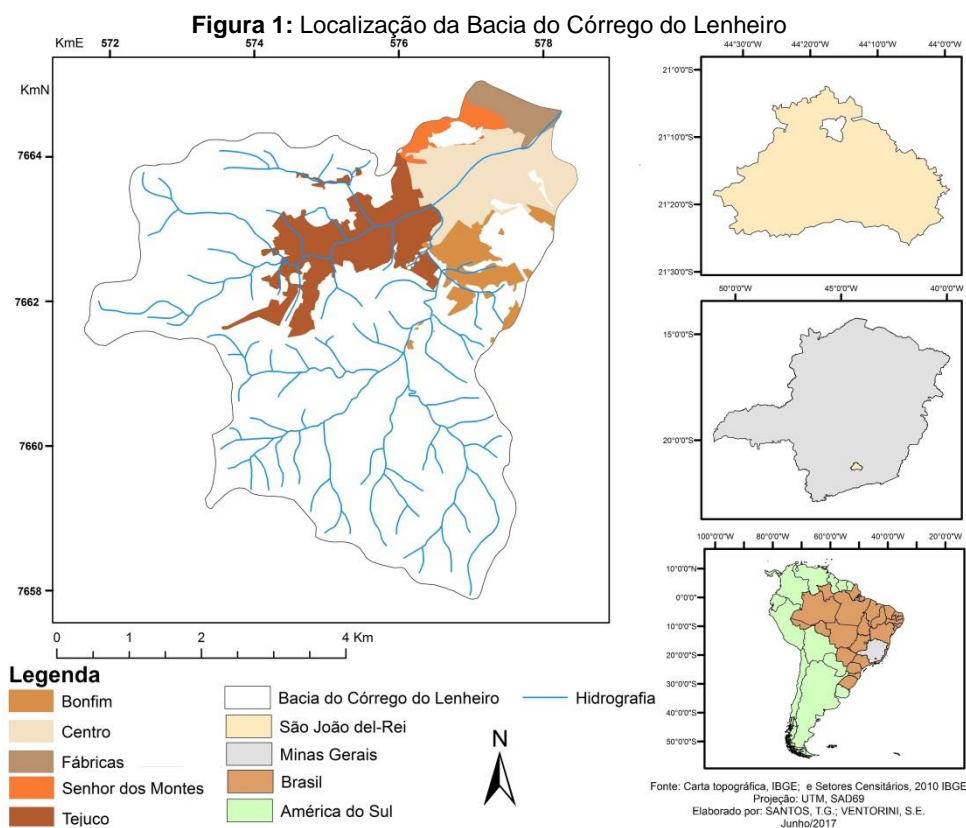 Figura 1: Localização da Bacia do Córrego do Lenheiro
KmE 572 574 576 578
KmN
7664
7662
7660
7658
0 1 2 4 Km
44°30'0"W 44°20'0"W 44°10'0"W 44°0'0"W
21°0'0"S
21°10'0"S
21°20'0"S
21°30'0"S
50°0'0"W 45°0'0"W 40°0'0"W
15°0'0"S
20°0'0"S
100°0'0"W 80°0'0"W 60°0'0"W 40°0'0"W 20°0'0"W
10°0'0"N
0°0'0"
10°0'0"S
20°0'0"S
30°0'0"S
40°0'0"S
50°0'0"S
Legenda
Bonfim
Centro
Fábricas
Senhor dos Montes
Tejuco
Bacia do Córrego do Lenheiro
São João del-Rei
Minas Gerais
Brasil
América do Sul
Hidrografia
N
Fonte: Carta topográfica, IBGE; e Setores Censitários, 2010 IBGE
Projeção: UTM, SAD69
Elaborado por: SANTOS, T.G.; VENTORINI, S.E.
Junho/2017